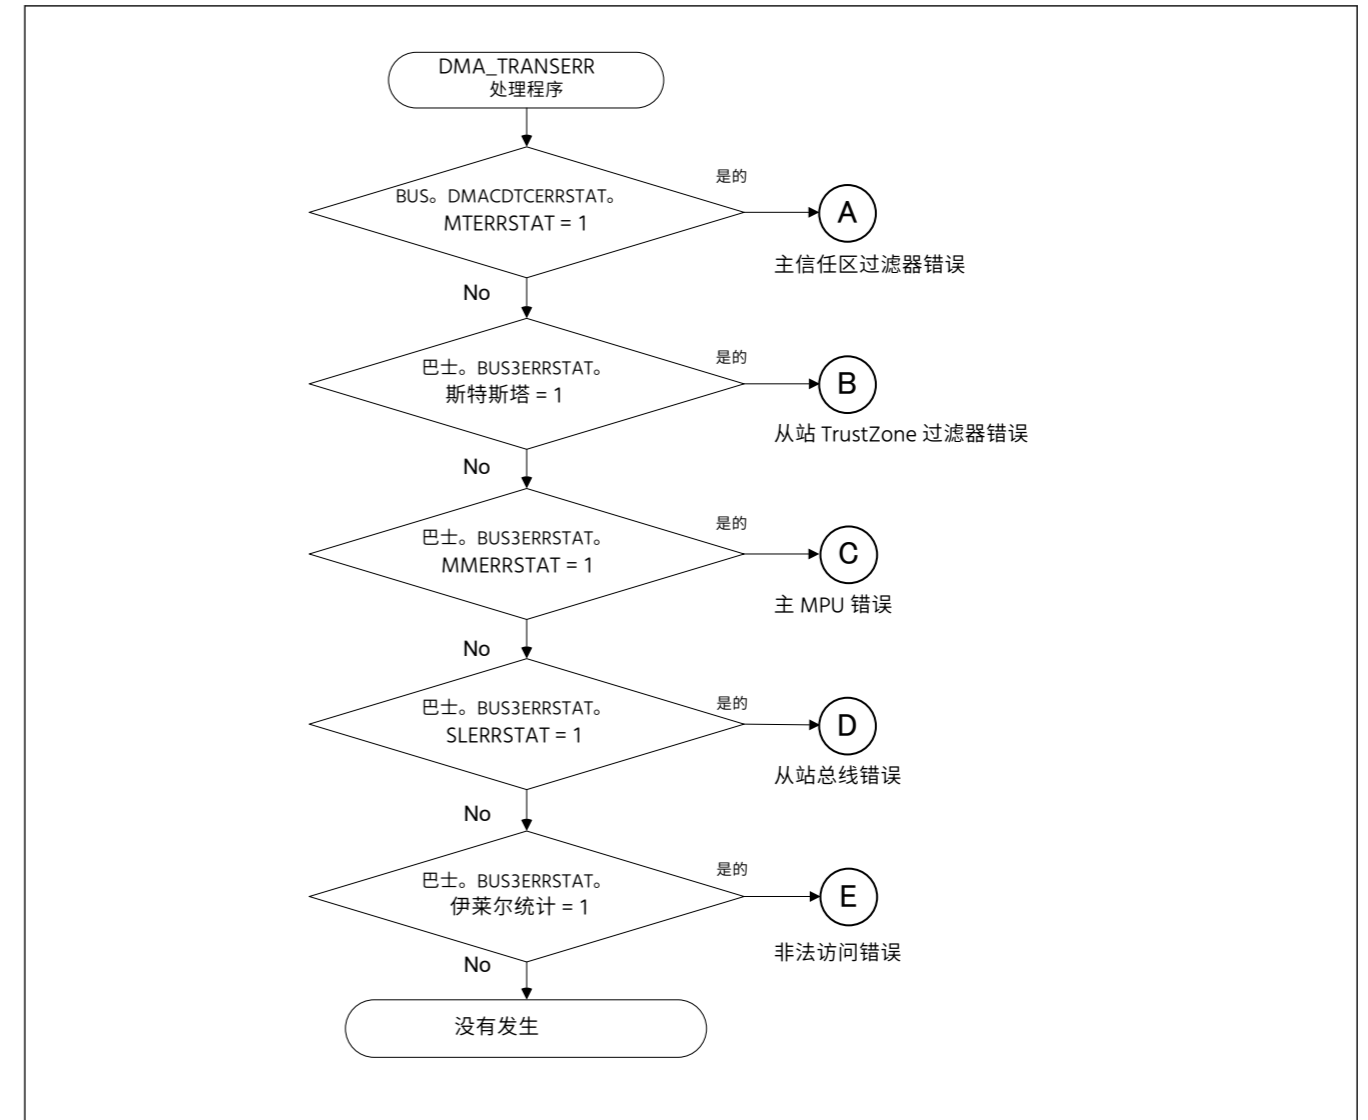 DMA_TRANSERR
处理程序
是的
BUS。DMACDTCERRSTAT。
MTERRSTAT = 1
A
主信任区过滤器错误
No
是的
巴士。BUS3ERRSTAT。
斯特斯塔 = 1
B
从站 TrustZone 过滤器错误
No
是的
巴士。BUS3ERRSTAT。
MMERRSTAT = 1
C
主 MPU 错误
No
是的
巴士。BUS3ERRSTAT。
SLERRSTAT = 1
D
从站总线错误
No
是的
巴士。BUS3ERRSTAT。
伊莱尔统计 = 1
E
非法访问错误
No
没有发生